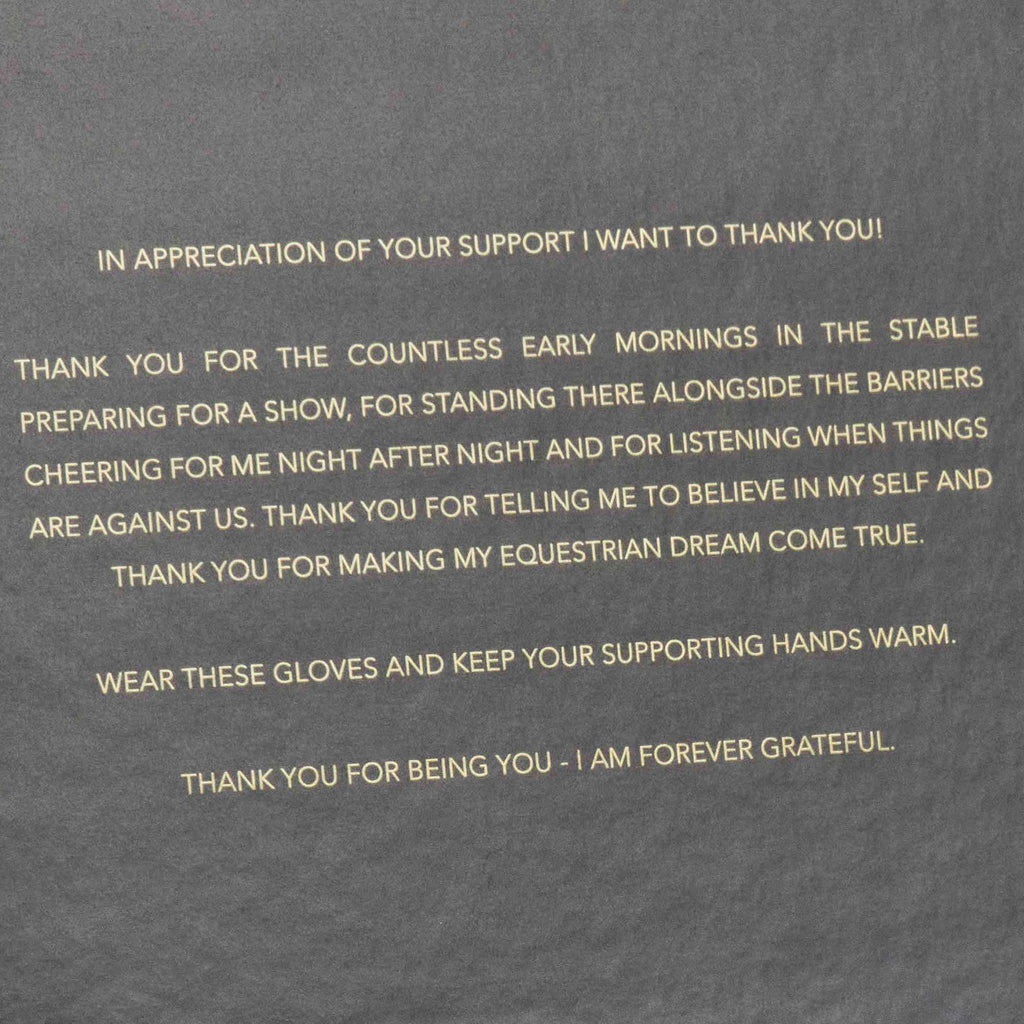 IN APPRECIATION OF YOUR SUPPORT I WANT TO THANK YOU!
THANK YOU FOR THE COUNTLESS EARLY MORNINGS IN THE STABLE
PREPARING FOR A SHOW, FOR STANDING THERE ALONGSIDE THE BARRIERS
CHEERING FOR ME NIGHT AFTER NIGHT AND FOR LISTENING WHEN THINGS
ARE AGAINST US. THANK YOU FOR TELLING ME TO BELIEVE IN MY SELF AND
THANK YOU FOR MAKING MY EQUESTRIAN DREAM COME TRUE.
WEAR THESE GLOVES AND KEEP YOUR SUPPORTING HANDS WARM.
THANK YOU FOR BEING YOU - I AM FOREVER GRATEFUL.